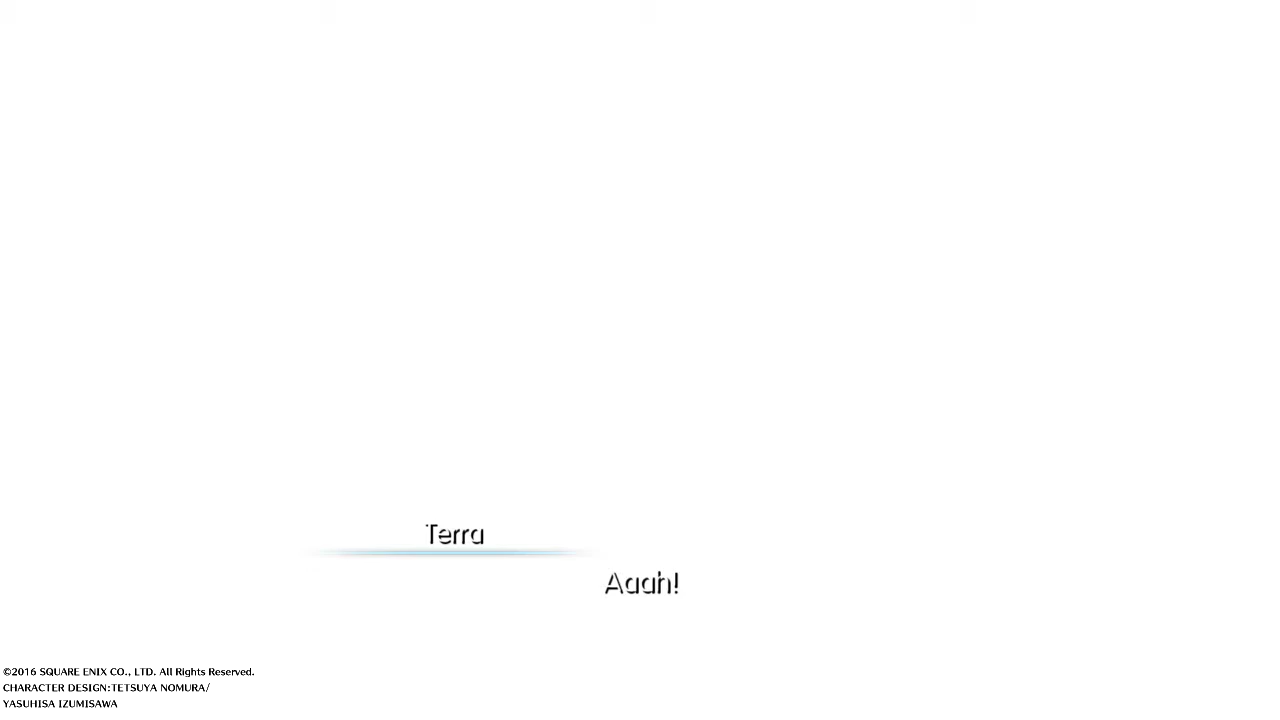 Terra
Aaah!
©2016 SQUARE ENIX CO., LTD. All Rights Reserved.
CHARACTER DESIGN:TETSUYA NOMURA/
YASUHISA IZUMISAWA